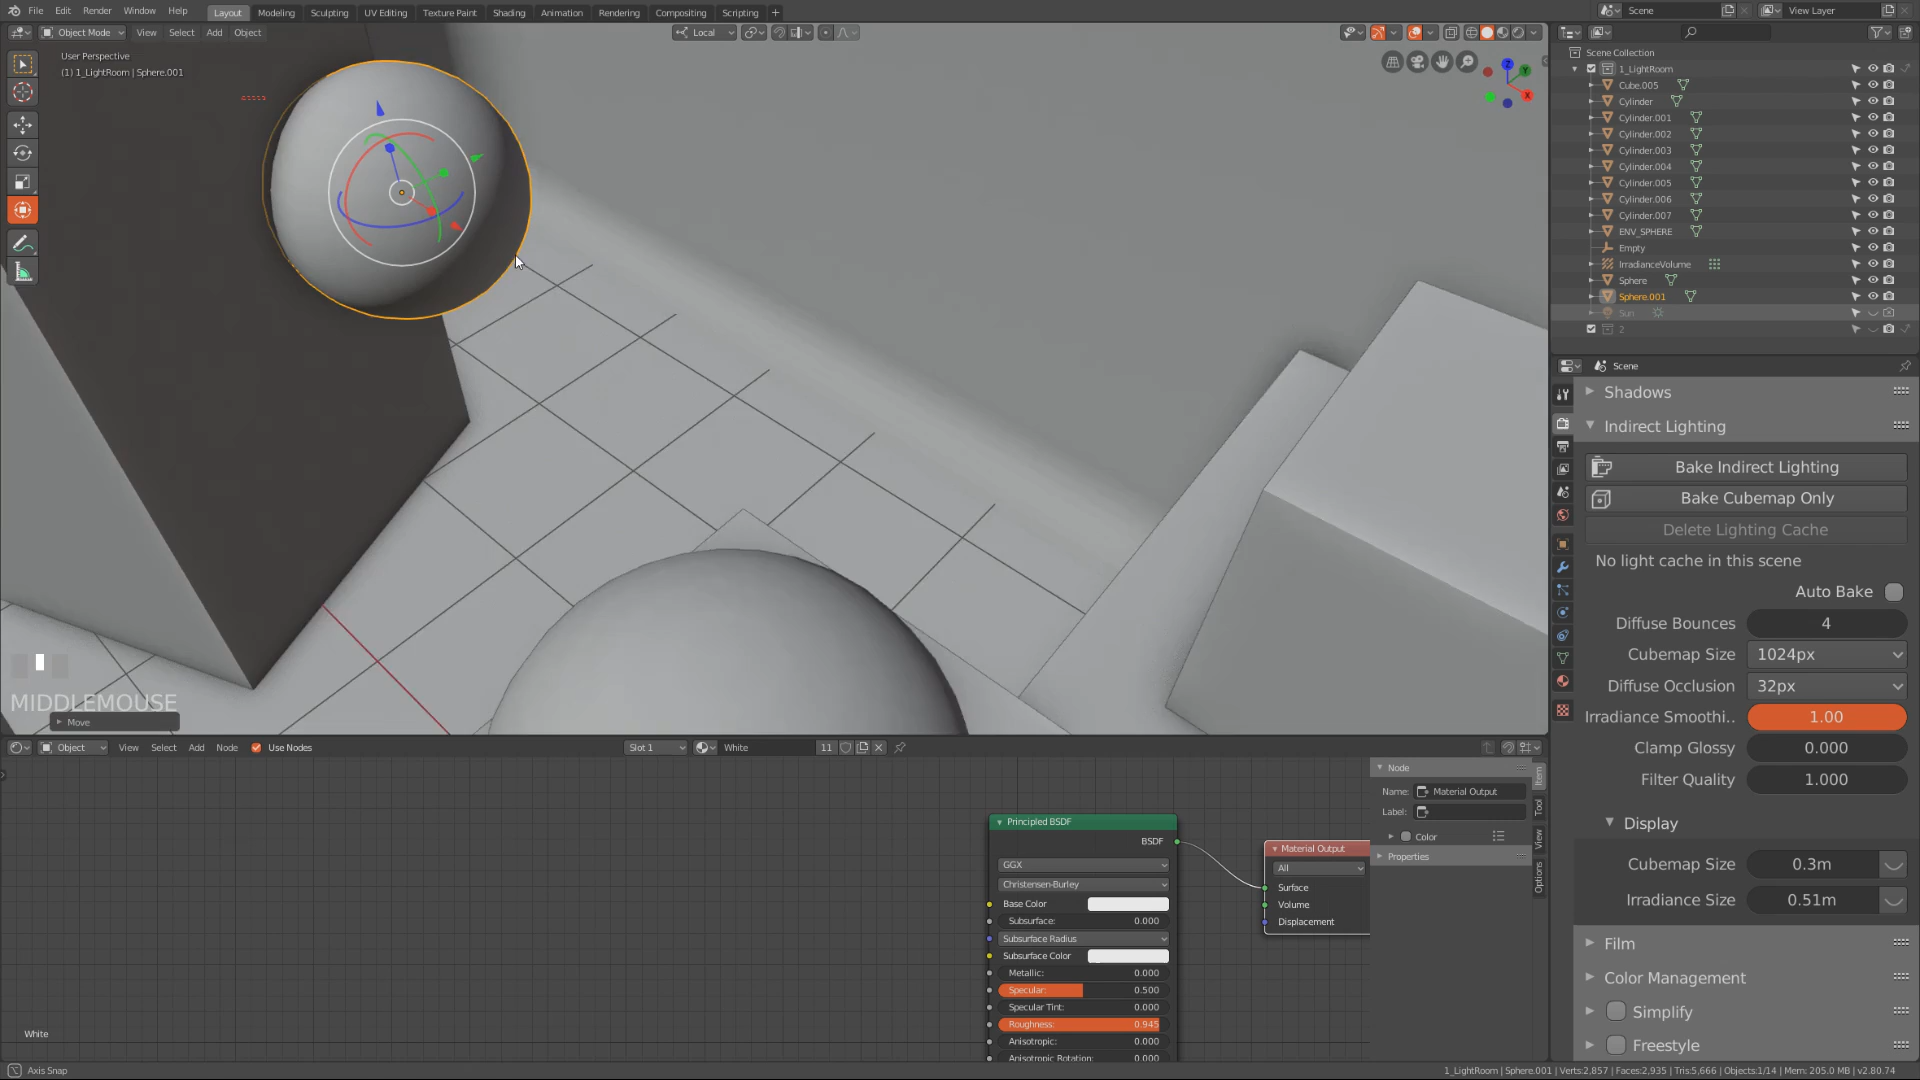 File Edit Render Window Help Layout Modeling Sculpting UV Editing Texture Paint Shading Animation Rendering Compositing Scripting + Scene View Layer
Object Mode View Select Add Object Local
User Perspective
(1) 1_LightRoom | Sphere.001
MIDDLEMOUSE
Move
Scene Collection
1_LightRoom
Cube.005
Cylinder
Cylinder.001
Cylinder.002
Cylinder.003
Cylinder.004
Cylinder.005
Cylinder.006
Cylinder.007
ENV_SPHERE
Empty
IrradianceVolume
Sphere
Sphere.001
Sun
2
Scene
Shadows
Indirect Lighting
Bake Indirect Lighting
Bake Cubemap Only
Delete Lighting Cache
No light cache in this scene
Auto Bake
Diffuse Bounces 4
Cubemap Size 1024px
Diffuse Occlusion 32px
Irradiance Smoothi.. 1.00
Clamp Glossy 0.000
Filter Quality 1.000
Display
Cubemap Size 0.3m
Irradiance Size 0.51m
Film
Color Management
Simplify
Freestyle
Object View Select Add Node Use Nodes Slot 1 White 11
Principled BSDF
BSDF
GGX
Christensen-Burley
Base Color
Subsurface: 0.000
Subsurface Radius
Subsurface Color
Metallic: 0.000
Specular: 0.500
Specular Tint: 0.000
Roughness: 0.945
Anisotropic: 0.000
Anisotropic Rotation: 0.000
Material Output
All
Surface
Volume
Displacement
Node
Name: Material Output
Label:
Color
Properties
Item
Tool
View
Options
White
Axis Snap
1_LightRoom | Sphere.001 | Verts:2,857 | Faces:2,935 | Tris:5,666 | Objects:1/14 | Mem: 205.0 MB | v2.80.74